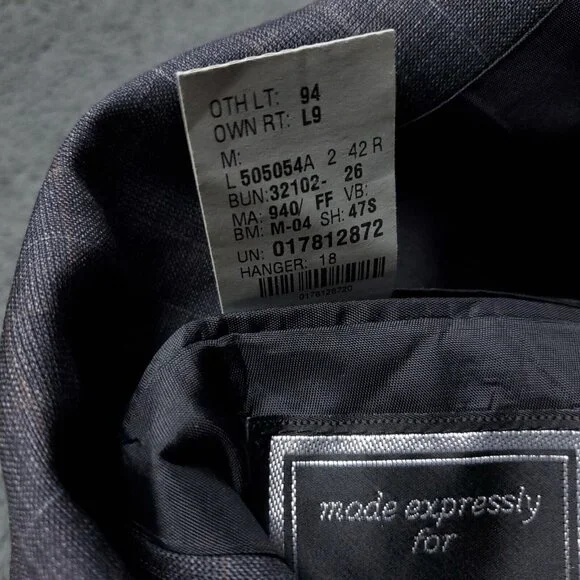 OTH LT: 94
OWN RT: L9
M:
L 505054A 2 42 R
BUN:32102- 26
MA: 940/ FF VB:
BM: M-04 SH: 47S
UN: 017812872
HANGER: 18
0178128720
made expressly
for